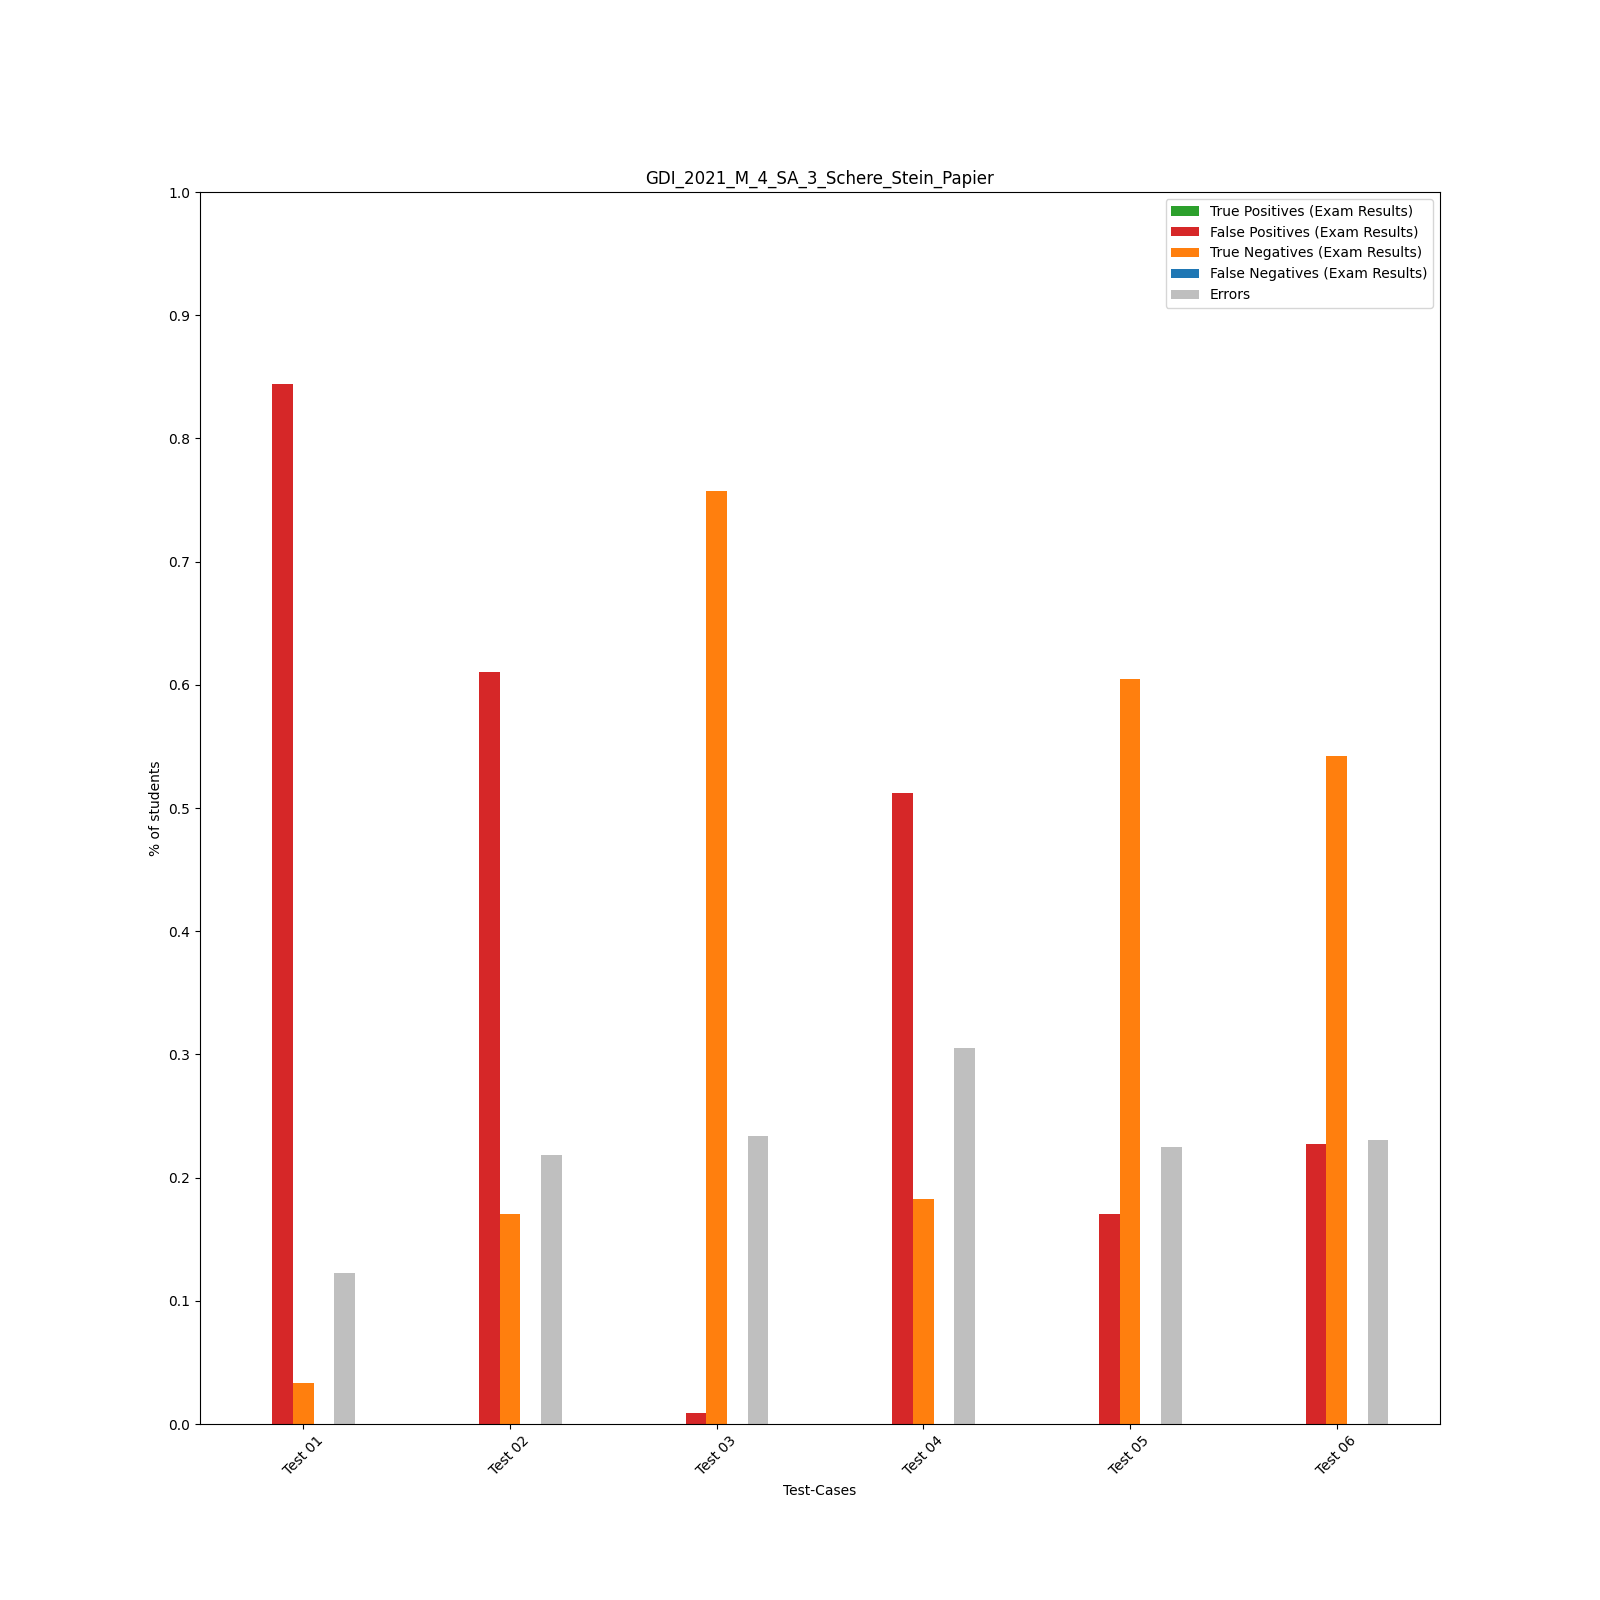 GDI_2021_M_4_SA_3_Schere_Stein_Papier
1.0
0.9
0.8
0.7
0.6
0.5
0.4
0.3
0.2
0.1
0.0
% of students
True Positives (Exam Results)
False Positives (Exam Results)
True Negatives (Exam Results)
False Negatives (Exam Results)
Errors
Test 01
Test 02
Test 03
Test 04
Test 05
Test 06
Test-Cases